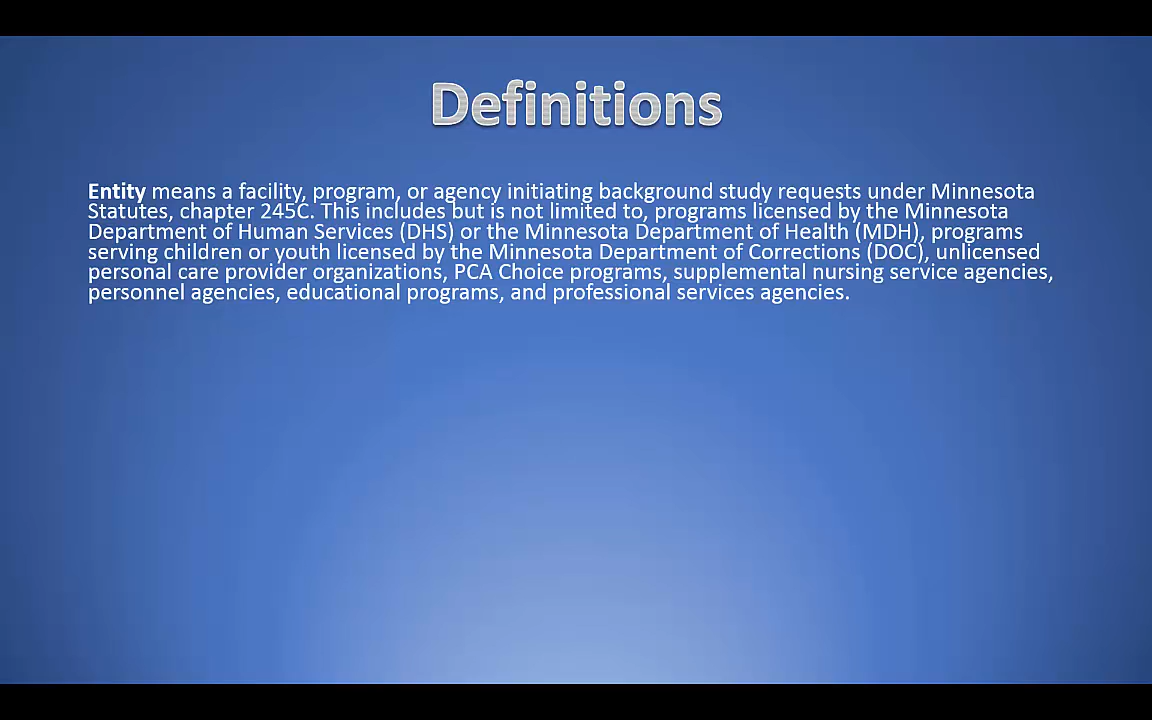 Definitions
Entity means a facility, program, or agency initiating background study requests under Minnesota
Statutes, chapter 245C. This includes but is not limited to, programs licensed by the Minnesota
Department of Human Services (DHS) or the Minnesota Department of Health (MDH), programs
serving children or youth licensed by the Minnesota Department of Corrections (DOC), unlicensed
personal care provider organizations, PCA Choice programs, supplemental nursing service agencies,
personnel agencies, educational programs, and professional services agencies.